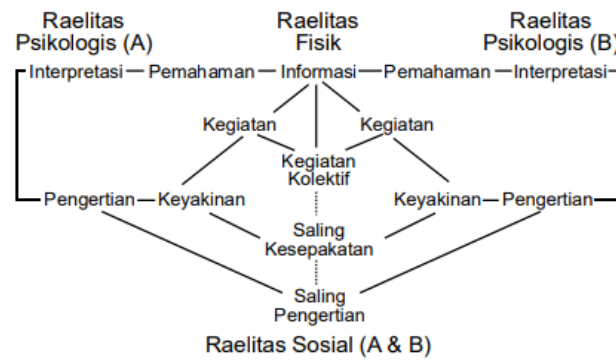 Raelitas Psikologis (A)
Raelitas Fisik
Raelitas Psikologis (B)
Interpretasi Pemahaman Informasi Pemahaman Interpretasi
Kegiatan Kegiatan
Kegiatan
Kolektif
Pengertian Keyakinan Keyakinan Pengertian
Saling
Kesepakatan
Saling
Pengertian
Raelitas Sosial (A & B)